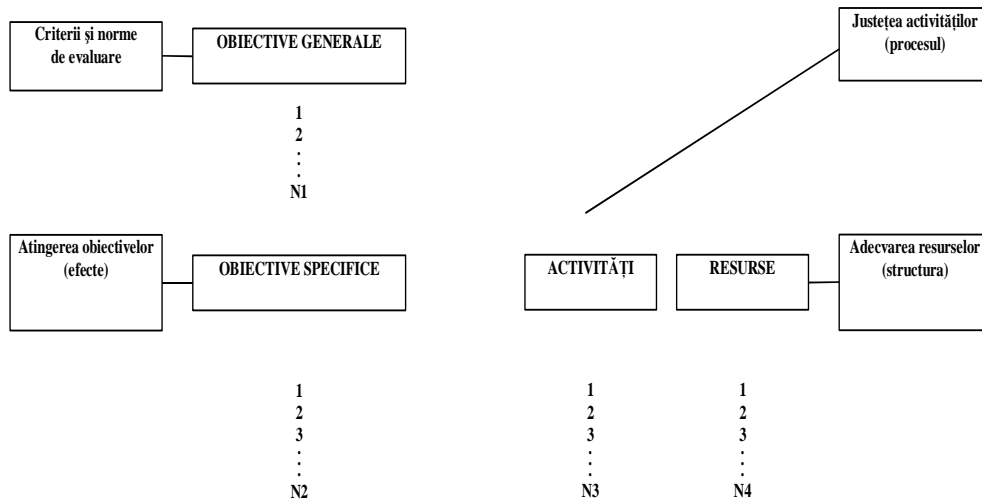 Criterii și norme
de evaluare
OBIECTIVE GENERALE
Justețea activităților
(procesul)
1
2
.
.
.
.
N1
Atingerea obiectivelor
(efecte)
OBIECTIVE SPECIFICE
ACTIVITĂȚI
RESURSE
Adecvarea resurselor
(structura)
1
2
3
.
.
.
.
N2
1
2
3
.
.
.
.
N3
1
2
3
.
.
.
.
N4